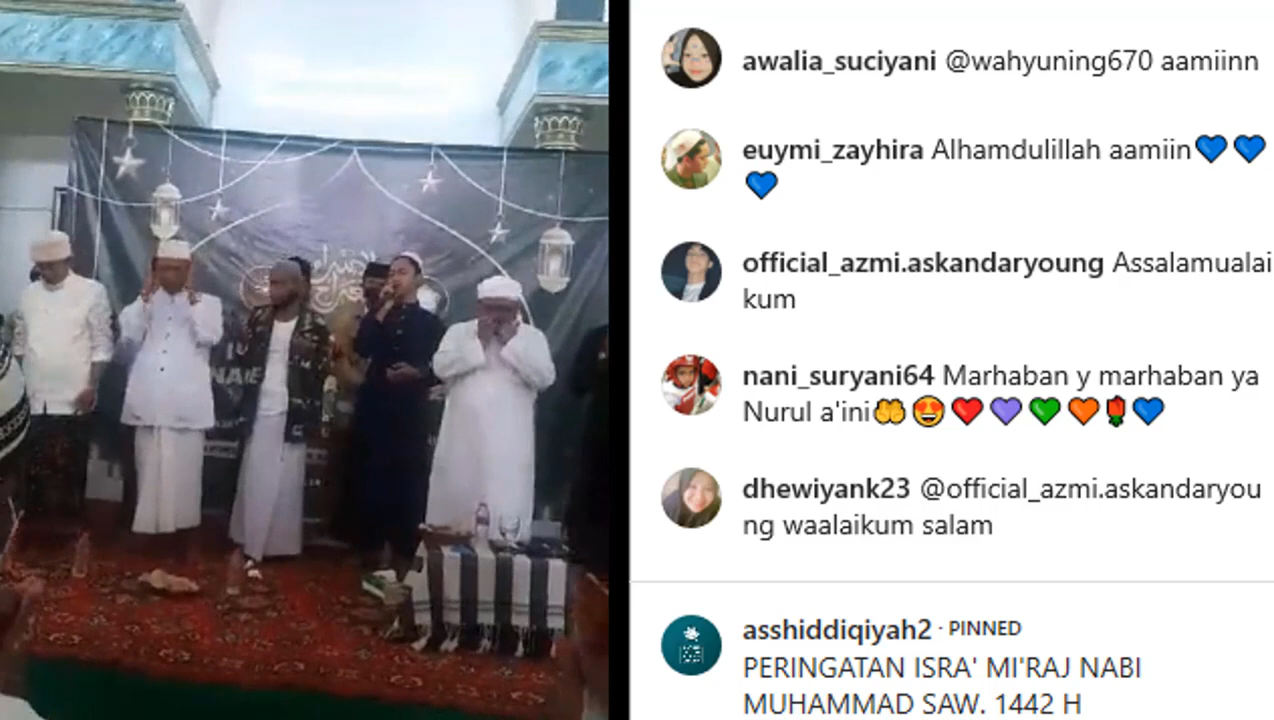 awalia_suciyani @wahyuning670 aamiinn
euymi_zayhira Alhamdulillah aamiin💙💙
💙
official_azmi.askandaryoung Assalamualai
kum
nani_suryani64 Marhaban y marhaban ya
Nurul a'ini🤲😍❤️💜💚🧡🌹💙
dhewiyank23 @official_azmi.askandaryou
ng waalaikum salam
asshiddiqiyah2 · PINNED
PERINGATAN ISRA' MI'RAJ NABI
MUHAMMAD SAW. 1442 H